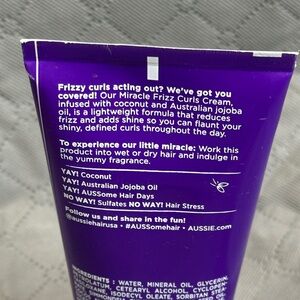 Frizzy curls acting out? We've got you
covered! Our Miracle Frizz Curls Cream,
infused with coconut and Australian jojoba
oil, is a lightweight formula that reduces
frizz and adds shine so you can flaunt your
shiny, defined curls throughout the day.
To experience our little miracle: Work this
product into wet or dry hair and indulge in
the yummy fragrance.
YAY! Coconut
YAY! Australian Jojoba Oil
YAY! AUSSome Hair Days
NO WAY! Sulfates NO WAY! Hair Stress
Follow us and share in the fun!
@aussiehairusa • #AUSSomehair • AUSSIE.com
INGREDIENTS: WATER, MINERAL OIL, GLYCERIN,
PETROLATUM, CETEARYL ALCOHOL, CYCLOPEN-
ISODECYL OLEATE, SORBITAN